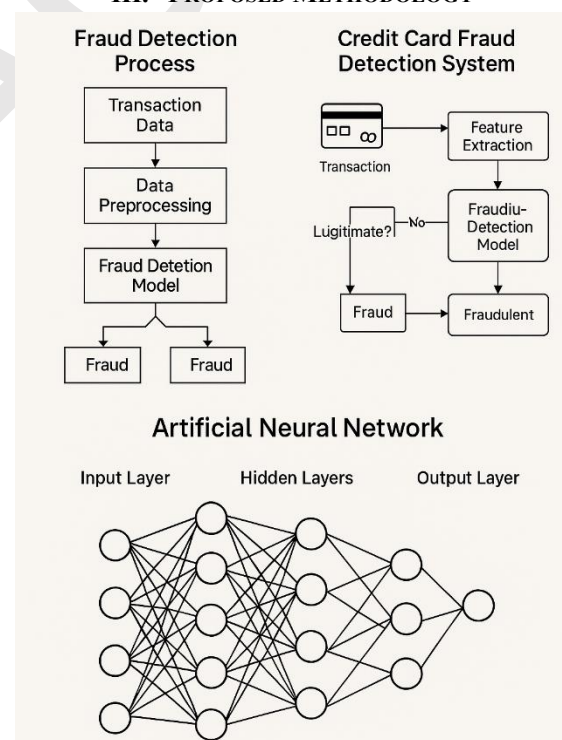 III. PROPOSED METHODOLOGY
Fraud Detection
Process
Transaction
Data
Data
Preprocessing
Fraud Detetion
Model
Fraud
Fraud
Credit Card Fraud
Detection System
Transaction
Feature
Extraction
Fraudiu-
Detection
Model
No
Lugitimate?
Fraud
Fraudulent
Artificial Neural Network
Input Layer
Hidden Layers
Output Layer